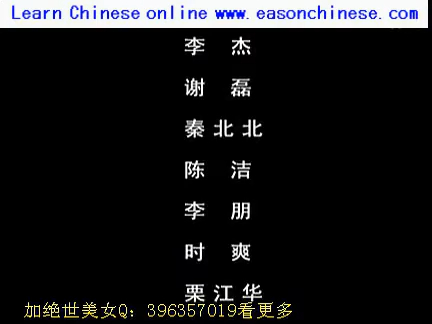 Learn Chinese online www.easonchinese.com
李 杰
谢 磊
秦北北
陈 洁
李 朋
时 爽
栗江华
加绝世美女Q：396357019看更多